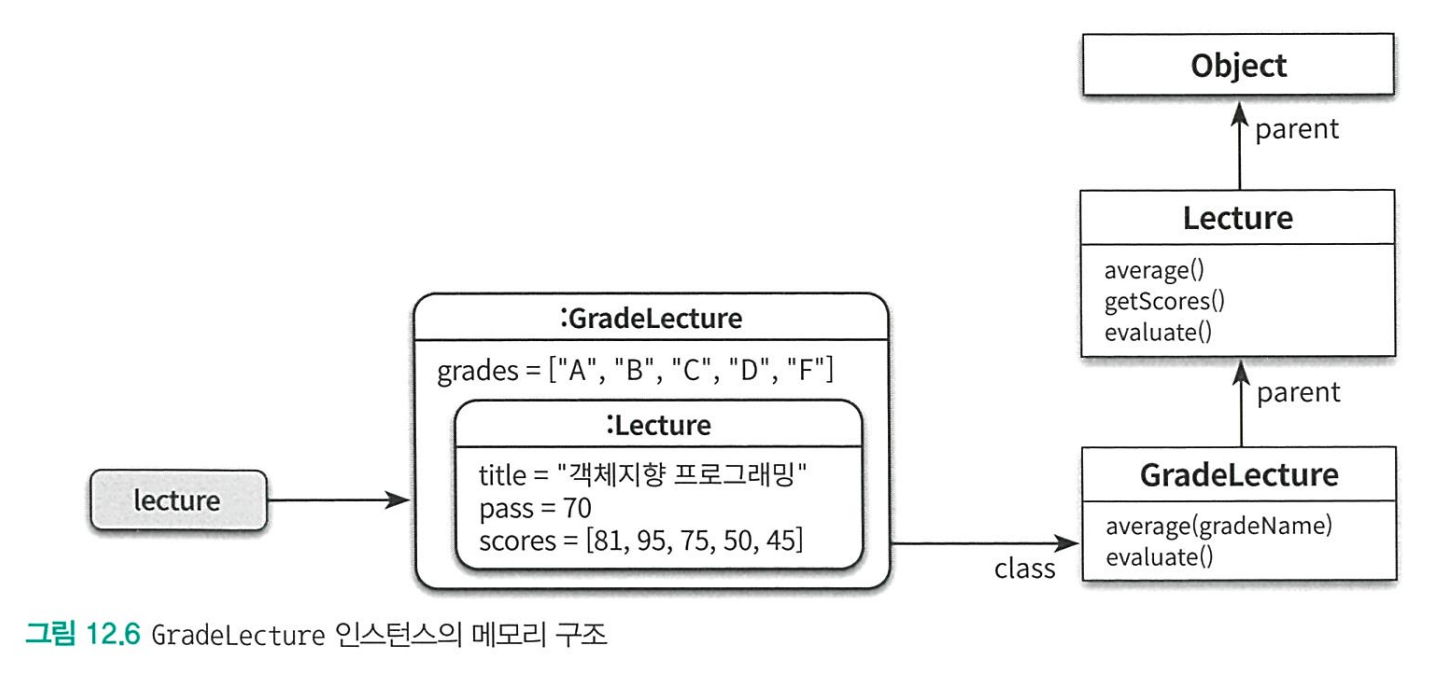 Object
parent
Lecture
average()
getScores()
evaluate()
parent
:GradeLecture
grades = ["A", "B", "C", "D", "F"]
:Lecture
title = "객체지향 프로그래밍"
pass = 70
scores = [81, 95, 75, 50, 45]
lecture
class
GradeLecture
average(gradeName)
evaluate()
그림 12.6 GradeLecture 인스턴스의 메모리 구조